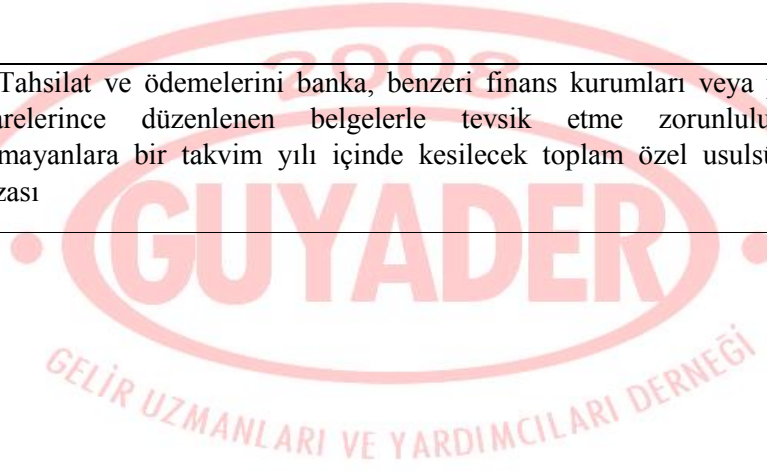 2008
Tahsilat ve ödemelerini banka, benzeri finans kurumları veya
arelerince düzenlenen belgelerle tevsik etme zorunlulu
mayanlara bir takvim yılı içinde kesilecek toplam özel usulsü
zası
GUYADER
GELİR UZMANLARI VE YARDIMCILARI DERNEĞİ